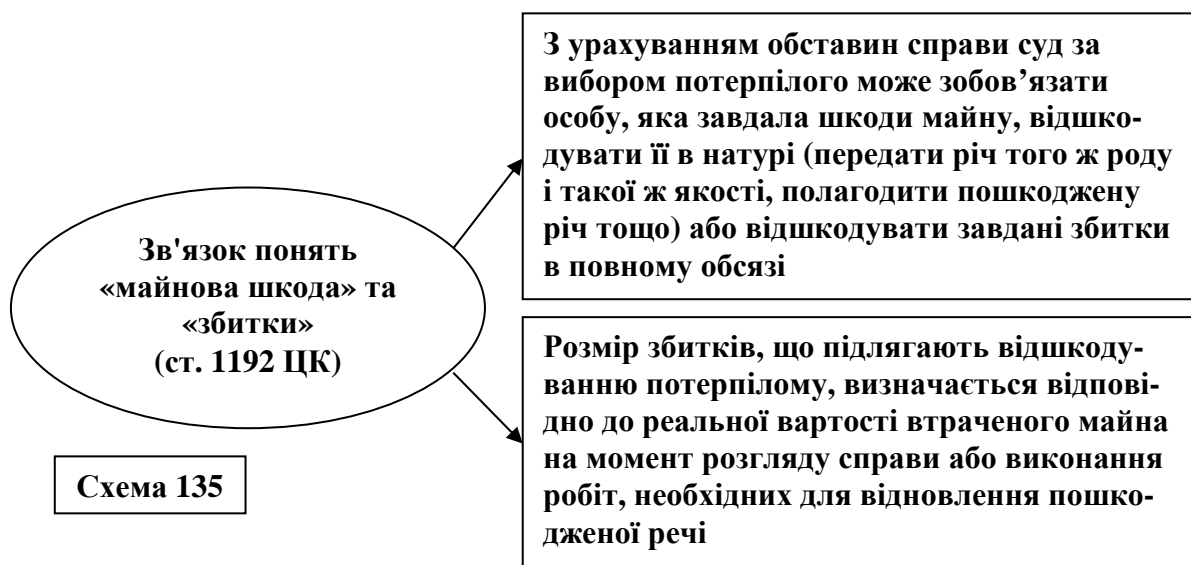 З урахуванням обставин справи суд за
вибором потерпілого може зобов’язати
особу, яка завдала шкоди майну, відшко-
дувати її в натурі (передати річ того ж роду
і такої ж якості, полагодити пошкоджену
річ тощо) або відшкодувати завдані збитки
в повному обсязі
Зв'язок понять
«майнова шкода» та
«збитки»
(ст. 1192 ЦК)
Розмір збитків, що підлягають відшкоду-
ванню потерпілому, визначається відпові-
дно до реальної вартості втраченого майна
на момент розгляду справи або виконання
робіт, необхідних для відновлення пошко-
дженої речі
Схема 135